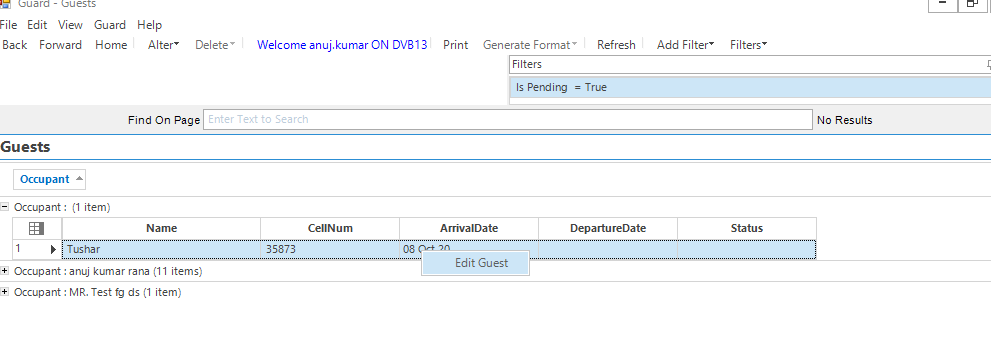 Guard - Guests
File Edit View Guard Help
Back Forward Home Alter Delete Welcome anuj.kumar ON DVB13 Print Generate Format Refresh Add Filter Filters
Filters
Is Pending = True
Find On Page Enter Text to Search No Results
Guests
Occupant
Occupant : (1 item)
Name CellNum ArrivalDate DepartureDate Status
1 Tushar 35873 08 Oct 20
Edit Guest
Occupant : anuj kumar rana (11 items)
Occupant : MR. Test fg ds (1 item)